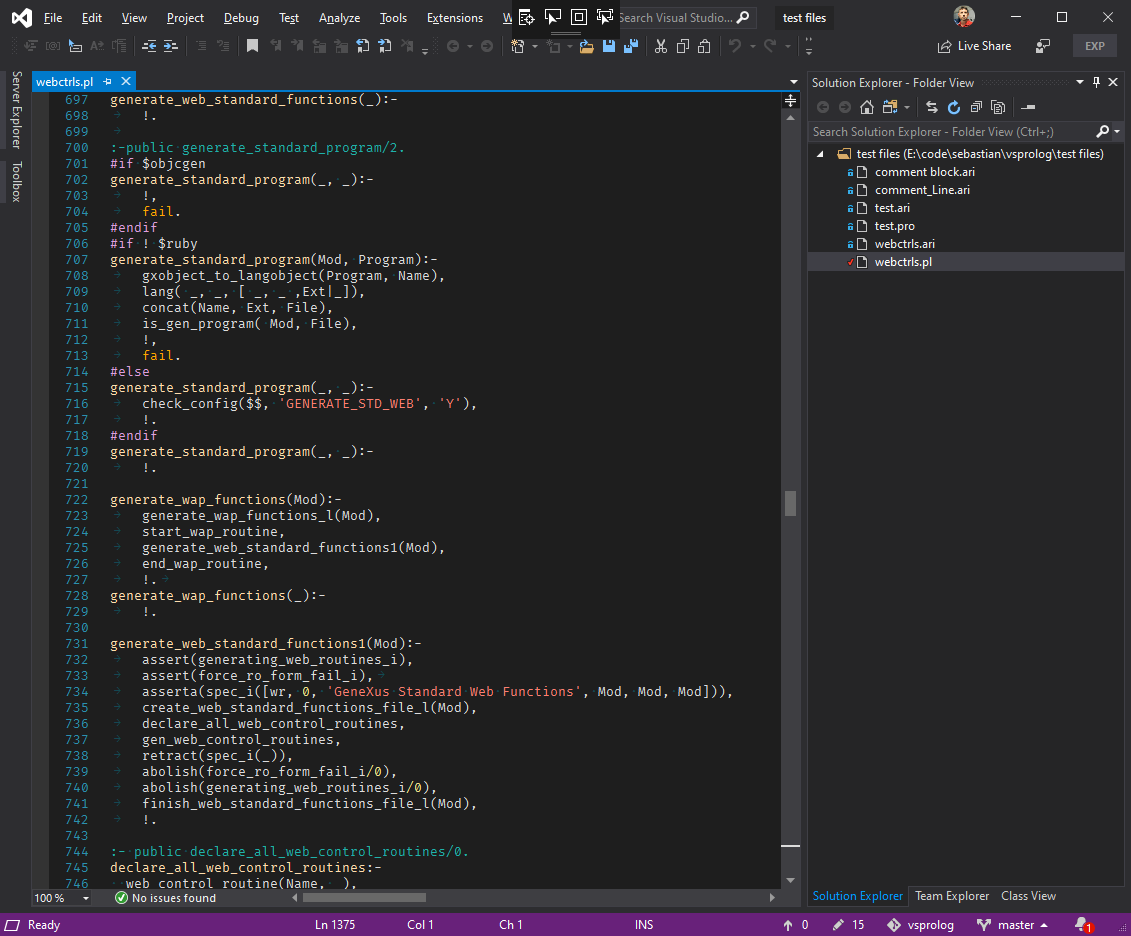 File Edit View Project Debug Test Analyze Tools Extensions Search Visual Studio... test files
Live Share EXP
Server Explorer
Toolbox
webctrls.pl
697 generate_web_standard_functions(_):-
698 !.
699
700 :-public generate_standard_program/2.
701 #if $objcgen
702 generate_standard_program(_, _):-
703 !,
704 fail.
705 #endif
706 #if ! $ruby
707 generate_standard_program(Mod, Program):-
708 gxobject_to_langobject(Program, Name),
709 lang( _, _, [ _, _ ,Ext|_]),
710 concat(Name, Ext, File),
711 is_gen_program( Mod, File),
712 !,
713 fail.
714 #else
715 generate_standard_program(_, _):-
716 check_config($$, 'GENERATE_STD_WEB', 'Y'),
717 !.
718 #endif
719 generate_standard_program(_, _):-
720 !.
721
722 generate_wap_functions(Mod):-
723 generate_wap_functions_l(Mod),
724 start_wap_routine,
725 generate_web_standard_functions1(Mod),
726 end_wap_routine,
727 !.
728 generate_wap_functions(_):-
729 !.
730
731 generate_web_standard_functions1(Mod):-
732 assert(generating_web_routines_i),
733 assert(force_ro_form_fail_i),
734 asserta(spec_i([wr, 0, 'GeneXus Standard Web Functions', Mod, Mod, Mod])),
735 create_web_standard_functions_file_l(Mod),
736 declare_all_web_control_routines,
737 gen_web_control_routines,
738 retract(spec_i(_)),
739 abolish(force_ro_form_fail_i/0),
740 abolish(generating_web_routines_i/0),
741 finish_web_standard_functions_file_l(Mod),
742 !.
743
744 :- public declare_all_web_control_routines/0.
745 declare_all_web_control_routines:-
746 web_control_routine(Name, _),
100 % No issues found
Solution Explorer - Folder View
Search Solution Explorer - Folder View (Ctrl+;)
test files (E:\code\sebastian\vsprolog\test files)
comment block.ari
comment_Line.ari
test.ari
test.pro
webctrls.ari
webctrls.pl
Solution Explorer Team Explorer Class View
Ready Ln 1375 Col 1 Ch 1 INS 0 15 vsprolog master 1